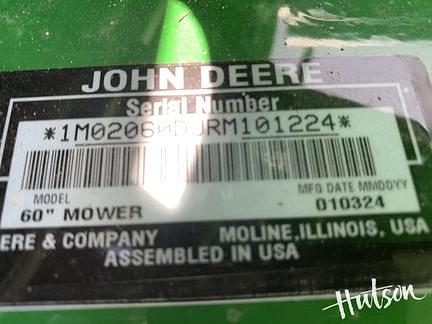 JOHN DEERE
Serial Number
MODEL
MFG DATE MMDDYY
60" MOWER
010324
ERE & COMPANY
MOLINE, ILLINOIS, USA
ASSEMBLED IN USA
Hutson